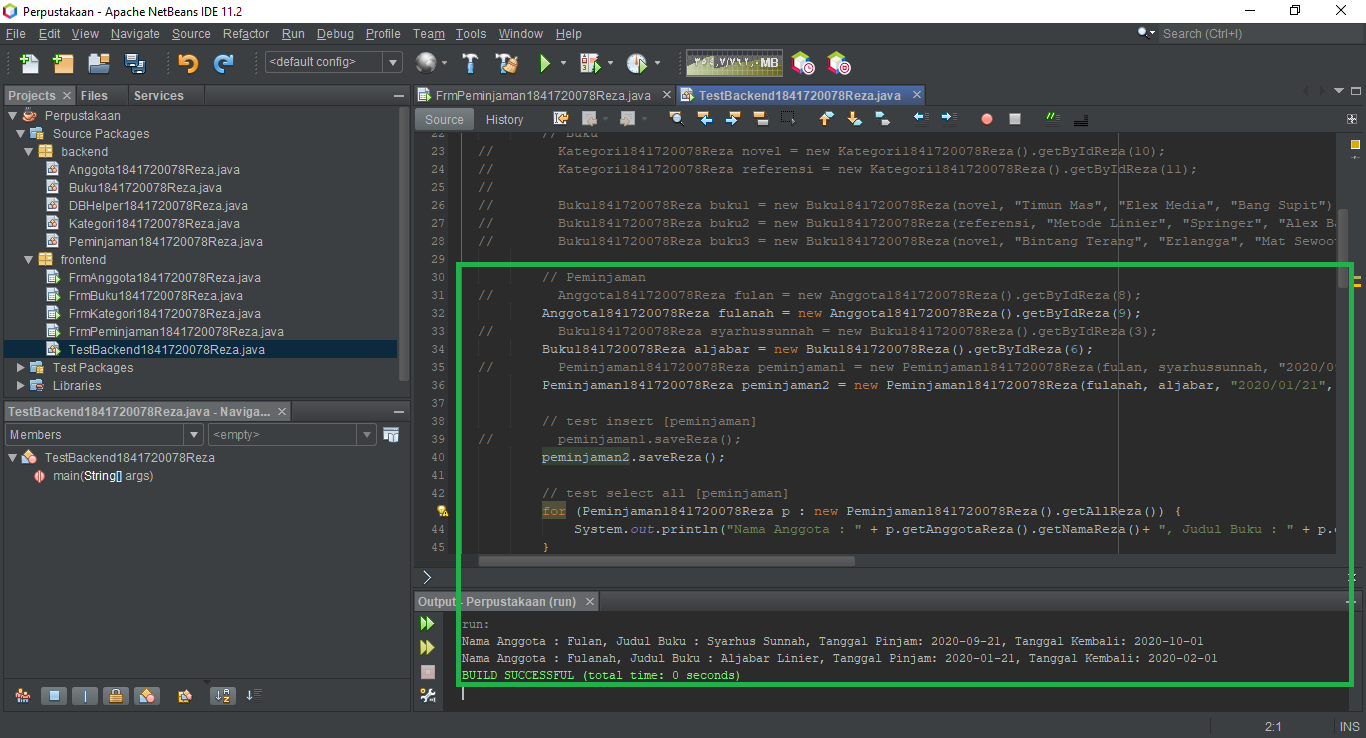 Perpustakaan - Apache NetBeans IDE 11.2
File Edit View Navigate Source Refactor Run Debug Profile Team Tools Window Help
Search (Ctrl+I)
<default config>
MB
Projects Files Services
Perpustakaan
Source Packages
backend
Anggota1841720078Reza.java
Buku1841720078Reza.java
DBHelper1841720078Reza.java
Kategori1841720078Reza.java
Peminjaman1841720078Reza.java
frontend
FrmAnggota1841720078Reza.java
FrmBuku1841720078Reza.java
FrmKategori1841720078Reza.java
FrmPeminjaman1841720078Reza.java
TestBackend1841720078Reza.java
Test Packages
Libraries
TestBackend1841720078Reza.java - Naviga...
Members <empty>
TestBackend1841720078Reza
main(String[] args)
FrmPeminjaman1841720078Reza.java TestBackend1841720078Reza.java
Source History
22 // Buku
23 // Kategori1841720078Reza novel = new Kategori1841720078Reza().getByIdReza(10);
24 // Kategori1841720078Reza referensi = new Kategori1841720078Reza().getByIdReza(11);
25 //
26 // Buku1841720078Reza buku1 = new Buku1841720078Reza(novel, "Timun Mas", "Elex Media", "Bang Supit")
27 // Buku1841720078Reza buku2 = new Buku1841720078Reza(referensi, "Metode Linier", "Springer", "Alex B
28 // Buku1841720078Reza buku3 = new Buku1841720078Reza(novel, "Bintang Terang", "Erlangga", "Mat Sewoo
29
30 // Peminjaman
31 // Anggota1841720078Reza fulan = new Anggota1841720078Reza().getByIdReza(8);
32 Anggota1841720078Reza fulanah = new Anggota1841720078Reza().getByIdReza(9);
33 // Buku1841720078Reza syarhussunnah = new Buku1841720078Reza().getByIdReza(3);
34 Buku1841720078Reza aljabar = new Buku1841720078Reza().getByIdReza(6);
35 // Peminjaman1841720078Reza peminjaman1 = new Peminjaman1841720078Reza(fulan, syarhussunnah, "2020/0
36 Peminjaman1841720078Reza peminjaman2 = new Peminjaman1841720078Reza(fulanah, aljabar, "2020/01/21",
37
38 // test insert [peminjaman]
39 // peminjaman1.saveReza();
40 peminjaman2.saveReza();
41
42 // test select all [peminjaman]
for (Peminjaman1841720078Reza p : new Peminjaman1841720078Reza().getAllReza()) {
44 System.out.println("Nama Anggota : " + p.getAnggotaReza().getNamaReza()+ ", Judul Buku : " + p.
45 }
Output - Perpustakaan (run)
run:
Nama Anggota : Fulan, Judul Buku : Syarhus Sunnah, Tanggal Pinjam: 2020-09-21, Tanggal Kembali: 2020-10-01
Nama Anggota : Fulanah, Judul Buku : Aljabar Linier, Tanggal Pinjam: 2020-01-21, Tanggal Kembali: 2020-02-01
BUILD SUCCESSFUL (total time: 0 seconds)
2:1 INS